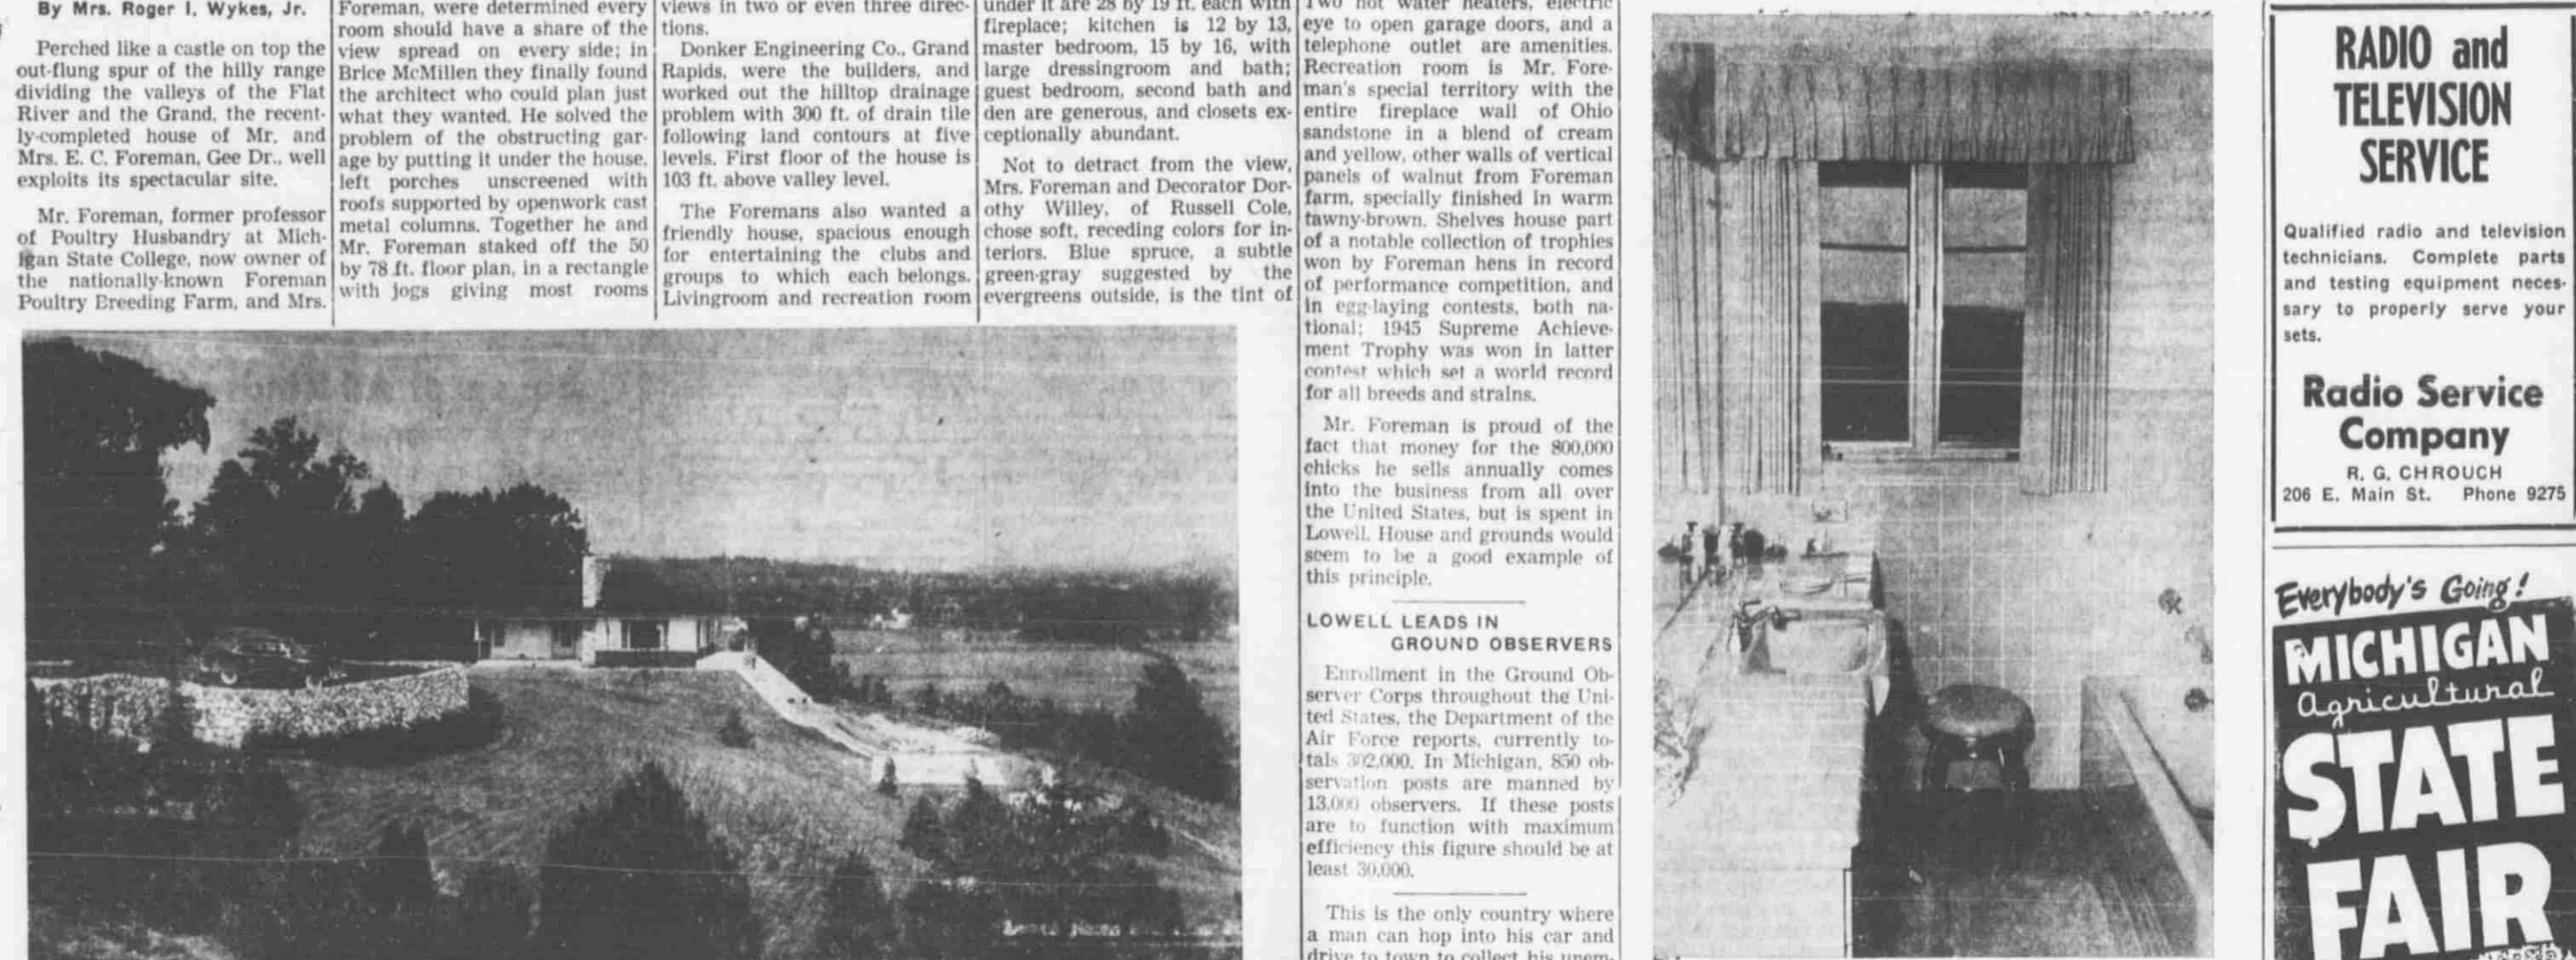 By Mrs. Roger I. Wykes, Jr.
Perched like a castle on top the
out-flung spur of the hilly range
dividing the valleys of the Flat
River and the Grand, the recent-
ly-completed house of Mr. and
Mrs. E. C. Foreman, Gee Dr., well
exploits its spectacular site.
Mr. Foreman, former professor
of Poultry Husbandry at Mich-
igan State College, now owner of
the nationally-known Foreman
Poultry Breeding Farm, and Mrs.
Foreman, were determined every
room should have a share of the
view spread on every side; in
Brice McMillen they finally found
the architect who could plan just
what they wanted. He solved the
problem of the obstructing gar-
age by putting it under the house,
left porches unscreened with
roofs supported by openwork cast
metal columns. Together he and
Mr. Foreman staked off the 50
by 78 ft. floor plan, in a rectangle
with jogs giving most rooms
views in two or even three direc-
tions.
Donker Engineering Co., Grand
Rapids, were the builders, and
worked out the hilltop drainage
problem with 300 ft. of drain tile
following land contours at five
levels. First floor of the house is
103 ft. above valley level.
The Foremans also wanted a
friendly house, spacious enough
for entertaining the clubs and
groups to which each belongs.
Livingroom and recreation room
under it are 28 by 19 ft. each with
fireplace; kitchen is 12 by 13,
master bedroom, 15 by 16, with
large dressingroom and bath;
guest bedroom, second bath and
den are generous, and closets ex-
ceptionally abundant.
Not to detract from the view,
Mrs. Foreman and Decorator Dor-
othy Willey, of Russell Cole,
chose soft, receding colors for in-
teriors. Blue spruce, a subtle
green-gray suggested by the
evergreens outside, is the tint of
Two hot water heaters, electric
eye to open garage doors, and a
telephone outlet are amenities.
Recreation room is Mr. Fore-
man's special territory with the
entire fireplace wall of Ohio
sandstone in a blend of cream
and yellow, other walls of vertical
panels of walnut from Foreman
farm, specially finished in warm
tawny-brown. Shelves house part
of a notable collection of trophies
won by Foreman hens in record
of performance competition, and
in egg-laying contests, both na-
tional; 1945 Supreme Achieve-
ment Trophy was won in latter
contest which set a world record
for all breeds and strains.
Mr. Foreman is proud of the
fact that money for the 800,000
chicks he sells annually comes
into the business from all over
the United States, but is spent in
Lowell. House and grounds would
seem to be a good example of
this principle.
LOWELL LEADS IN
GROUND OBSERVERS
Enrollment in the Ground Ob-
server Corps throughout the Uni-
ted States, the Department of the
Air Force reports, currently to-
tals 302,000. In Michigan, 850 ob-
servation posts are manned by
13,000 observers. If these posts
are to function with maximum
efficiency this figure should be at
least 30,000.
This is the only country where
a man can hop into his car and
drive to town to collect his unem-
RADIO and
TELEVISION
SERVICE
Qualified radio and television
technicians. Complete parts
and testing equipment neces-
sary to properly serve your
sets.
Radio Service
Company
R. G. CHROUCH
206 E. Main St. Phone 9275
Everybody's Going!
MICHIGAN
Agricultural
STATE
FAIR